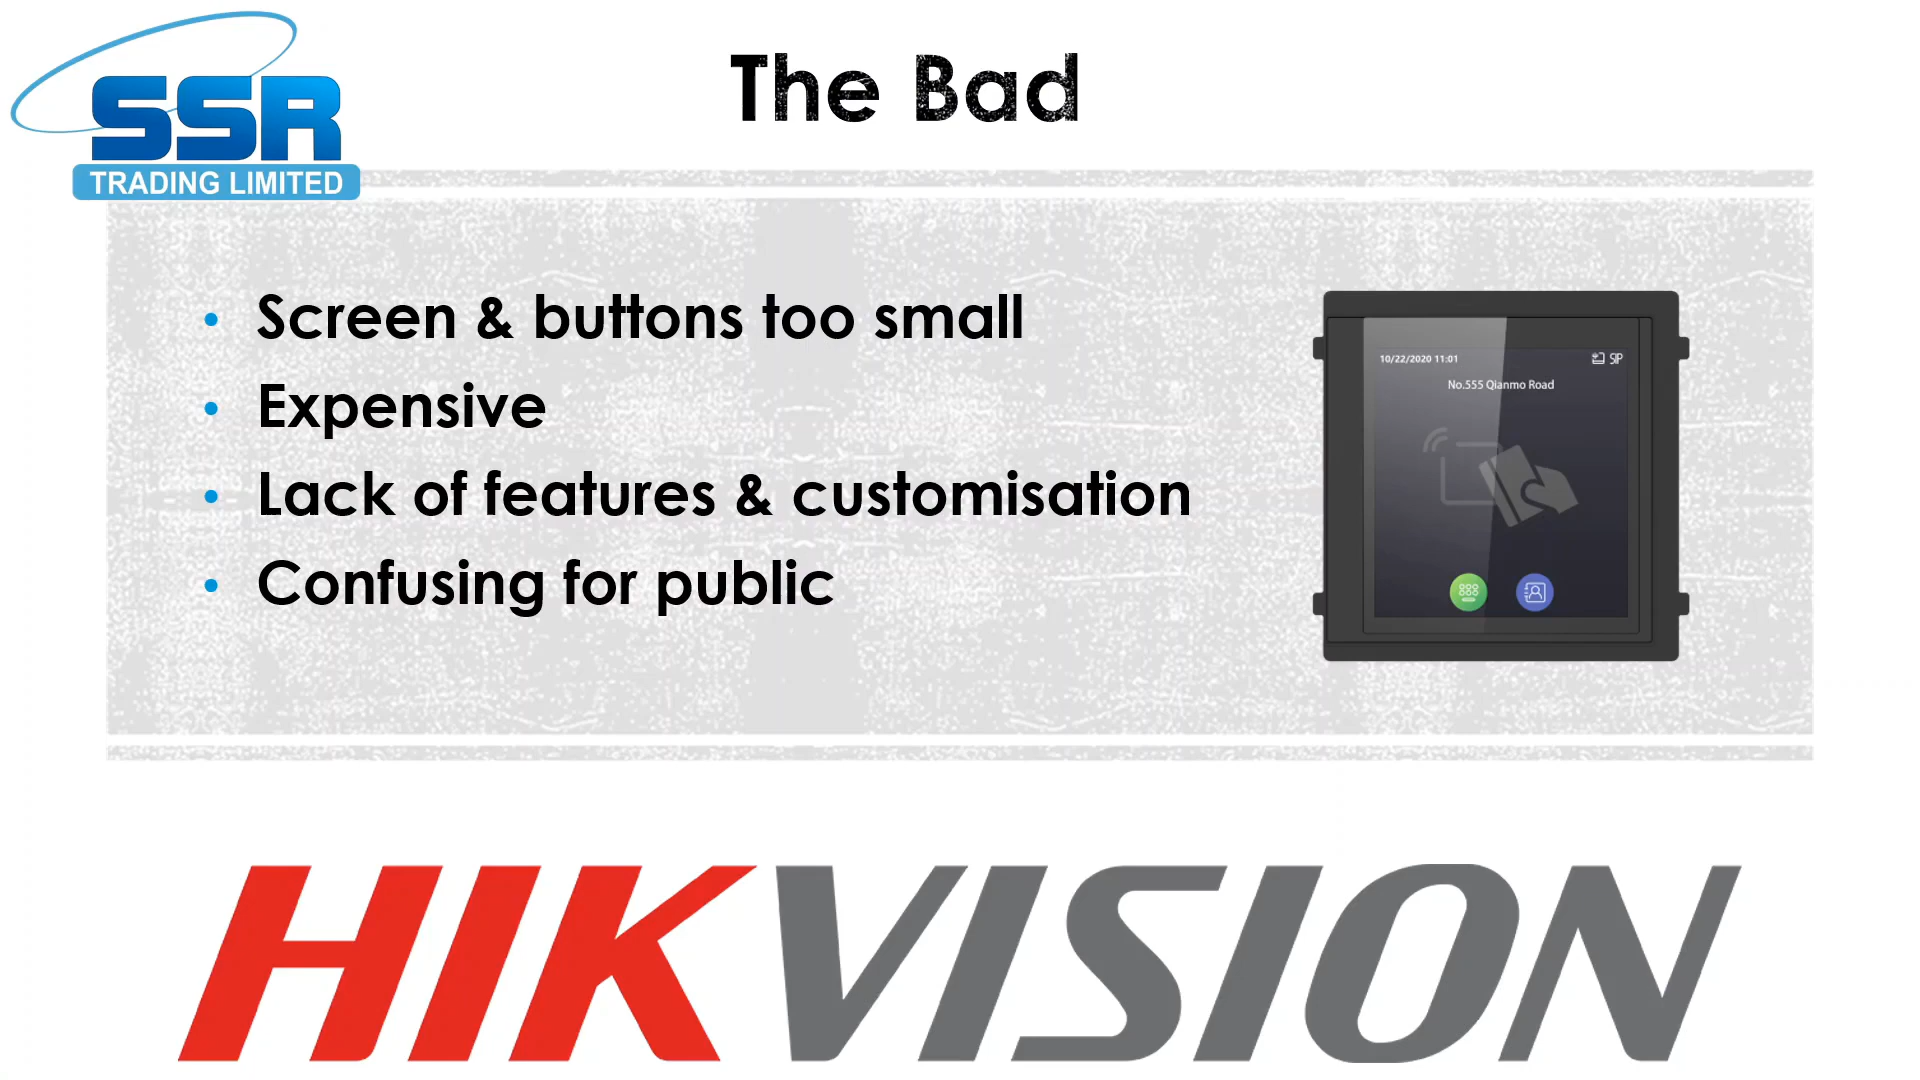 SSR
TRADING LIMITED
The Bad
• Screen & buttons too small
• Expensive
• Lack of features & customisation
• Confusing for public
10/22/2020 11:01
SIP
No.555 Qianmo Road
HIKVISION